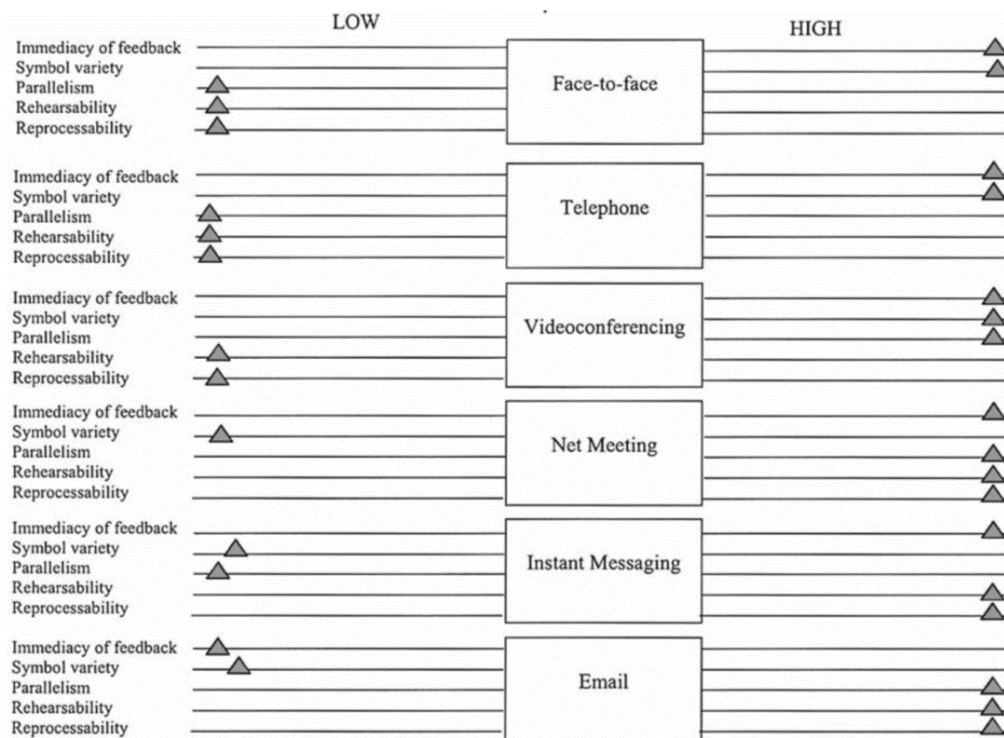 LOW HIGH
Immediacy of feedback
Symbol variety
Parallelism
Rehearsability
Reprocessability
Face-to-face
Immediacy of feedback
Symbol variety
Parallelism
Rehearsability
Reprocessability
Telephone
Immediacy of feedback
Symbol variety
Parallelism
Rehearsability
Reprocessability
Videoconferencing
Immediacy of feedback
Symbol variety
Parallelism
Rehearsability
Reprocessability
Net Meeting
Immediacy of feedback
Symbol variety
Parallelism
Rehearsability
Reprocessability
Instant Messaging
Immediacy of feedback
Symbol variety
Parallelism
Rehearsability
Reprocessability
Email